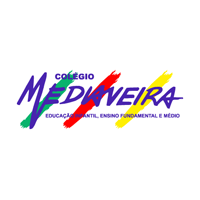 COLÉGIO
MEDIANEIRA
EDUCAÇÃO INFANTIL, ENSINO FUNDAMENTAL E MÉDIO